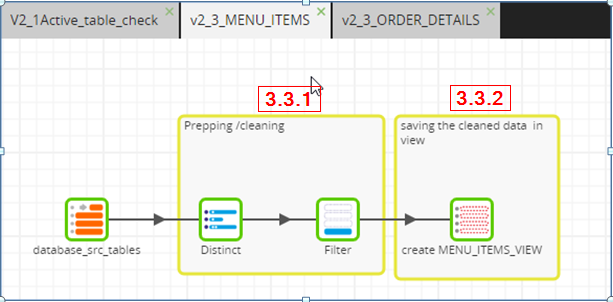 V2_1Active_table_check
v2_3_MENU_ITEMS
v2_3_ORDER_DETAILS
3.3.1
3.3.2
Prepping /cleaning
saving the cleaned data in
view
database_src_tables
Distinct
Filter
create MENU_ITEMS_VIEW